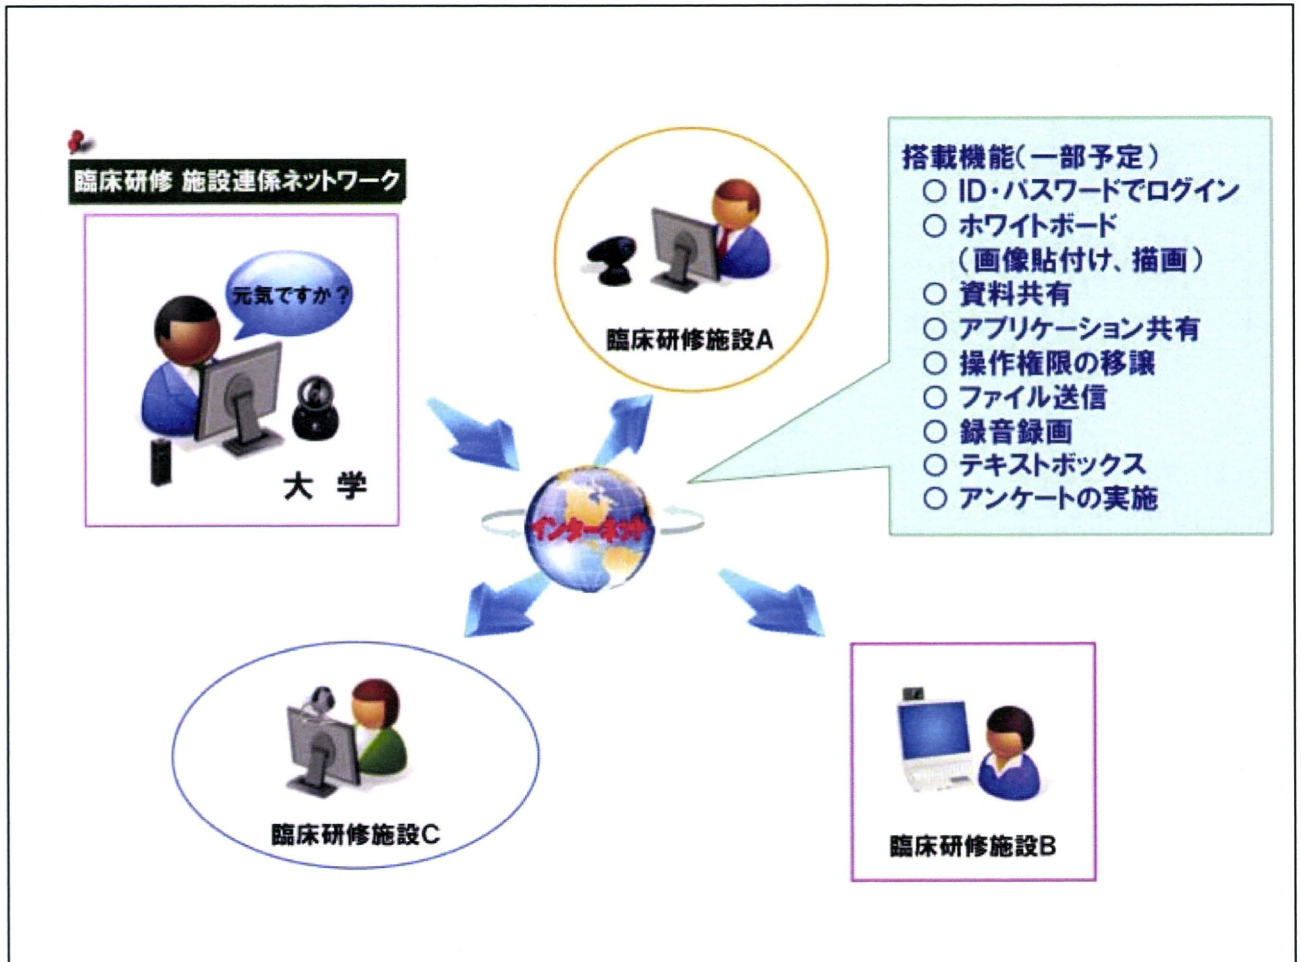 臨床研修 施設連係ネットワーク
元気ですか？
大 学
臨床研修施設A
搭載機能(一部予定)
○ ID・パスワードでログイン
○ ホワイトボード
(画像貼付け、描画)
○ 資料共有
○ アプリケーション共有
○ 操作権限の移譲
○ ファイル送信
○ 録音録画
○ テキストボックス
○ アンケートの実施
インターネット
臨床研修施設C
臨床研修施設B